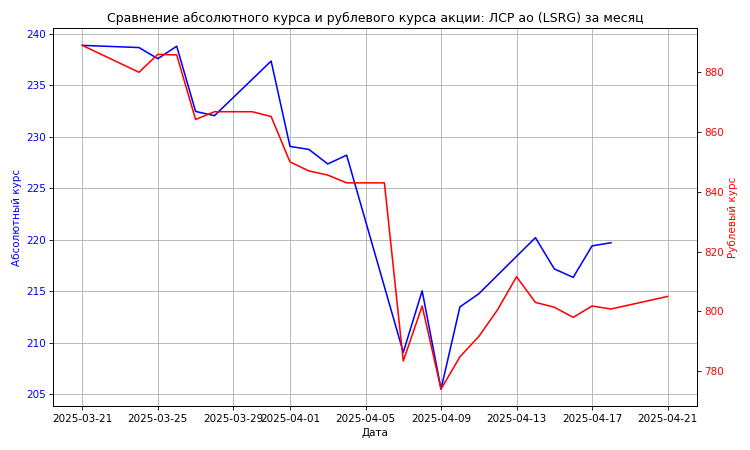 Сравнение абсолютного курса и рублевого курса акции: ЛСР ао (LSRG) за месяц
240
235
230
225
220
215
210
205
Абсолютный курс
880
860
840
820
800
780
Рублевый курс
2025-03-21 2025-03-25 2025-03-29 2025-04-01 2025-04-05 2025-04-09 2025-04-13 2025-04-17 2025-04-21
Дата